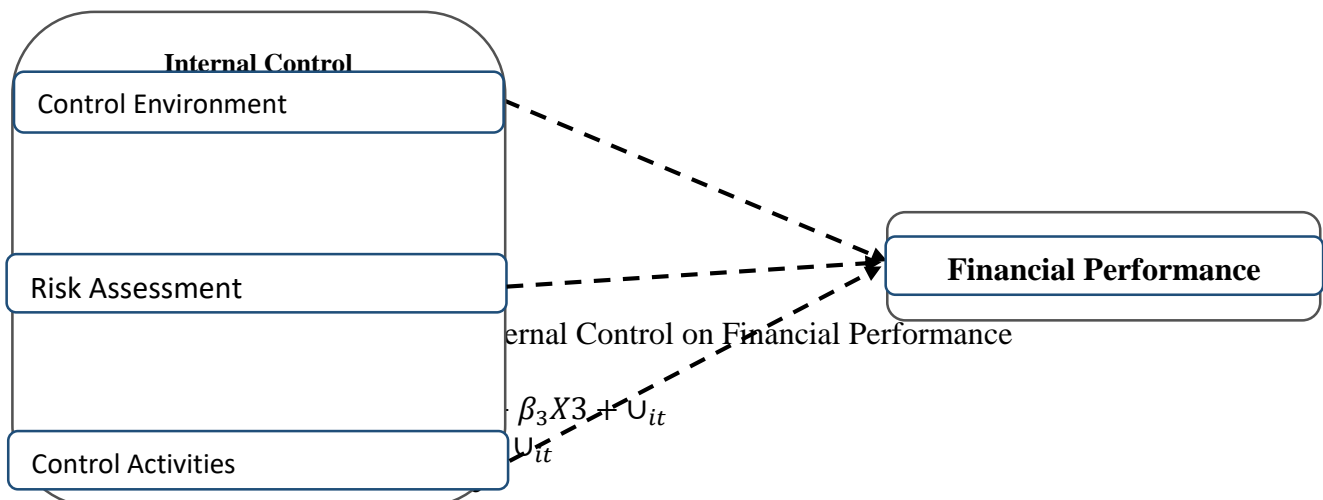 Internal Control
Control Environment
Risk Assessment
Financial Performance
ernal Control on Financial Performance
β₃X3 + ∪ᵢₜ
∪ᵢₜ
Control Activities